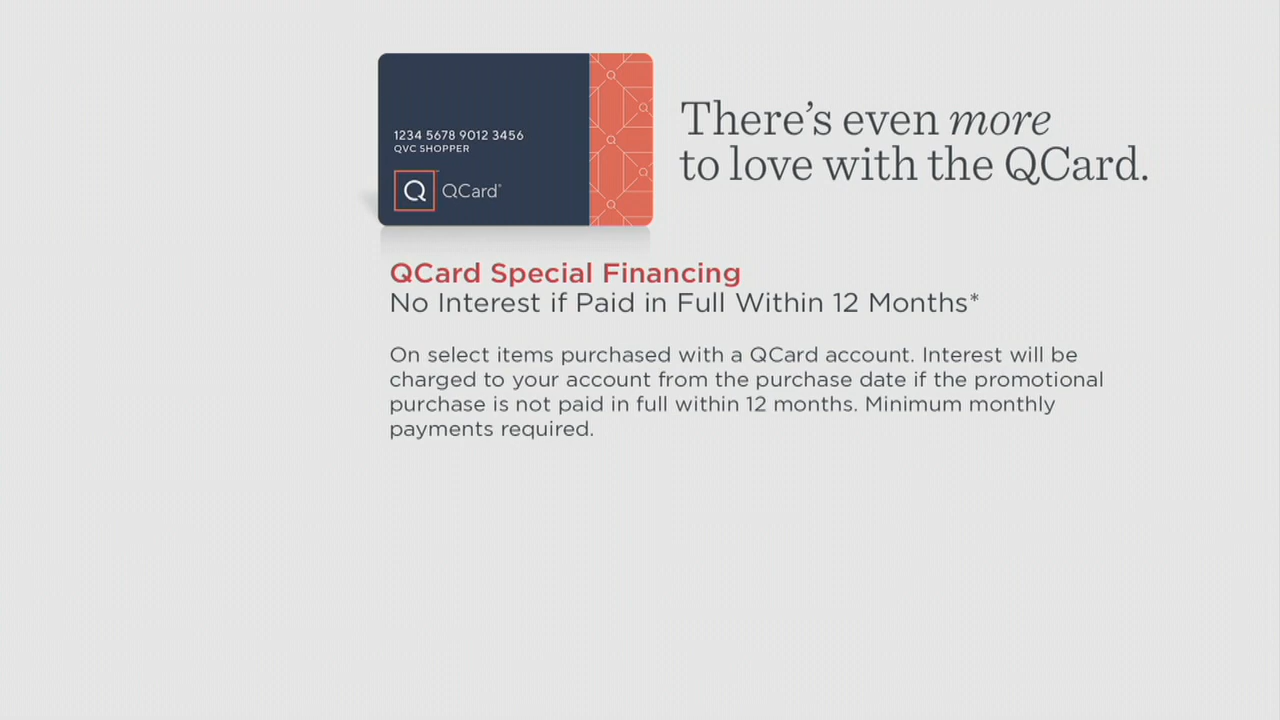 1234 5678 9012 3456
QVC SHOPPER
Q QCard®
There's even more
to love with the QCard.
QCard Special Financing
No Interest if Paid in Full Within 12 Months*
On select items purchased with a QCard account. Interest will be
charged to your account from the purchase date if the promotional
purchase is not paid in full within 12 months. Minimum monthly
payments required.